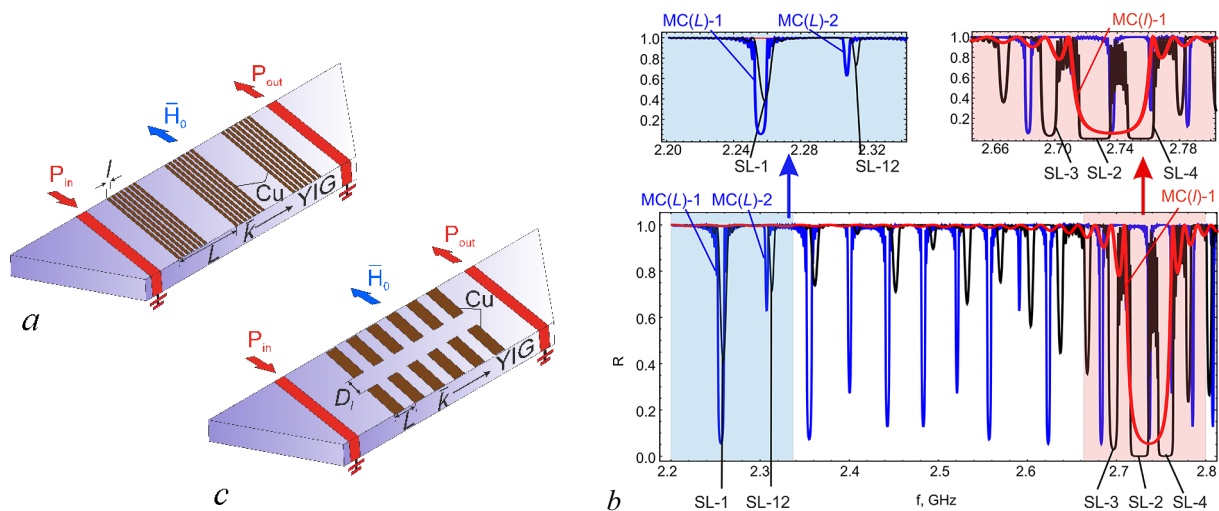 P_out
H̄_0
P_in
l
Cu
YIG
k̄
L
a
P_out
H̄_0
Cu
P_in
YIG
k̄
D_l
L
c
MC(L)-1 MC(L)-2
1.0
0.8
0.6
0.4
0.2
2.20 2.24 2.26 2.28 2.32
SL-1 SL-12
MC(l)-1
1.0
0.8
0.6
0.4
0.2
2.66 2.70 2.74 2.78
SL-3 SL-2 SL-4
MC(L)-1 MC(L)-2 MC(l)-1
1.0
0.8
0.6
0.4
0.2
0.0
R
2.2 2.3 2.4 2.5 2.6 2.7 2.8
SL-1 SL-12 f, GHz SL-3 SL-2 SL-4
b